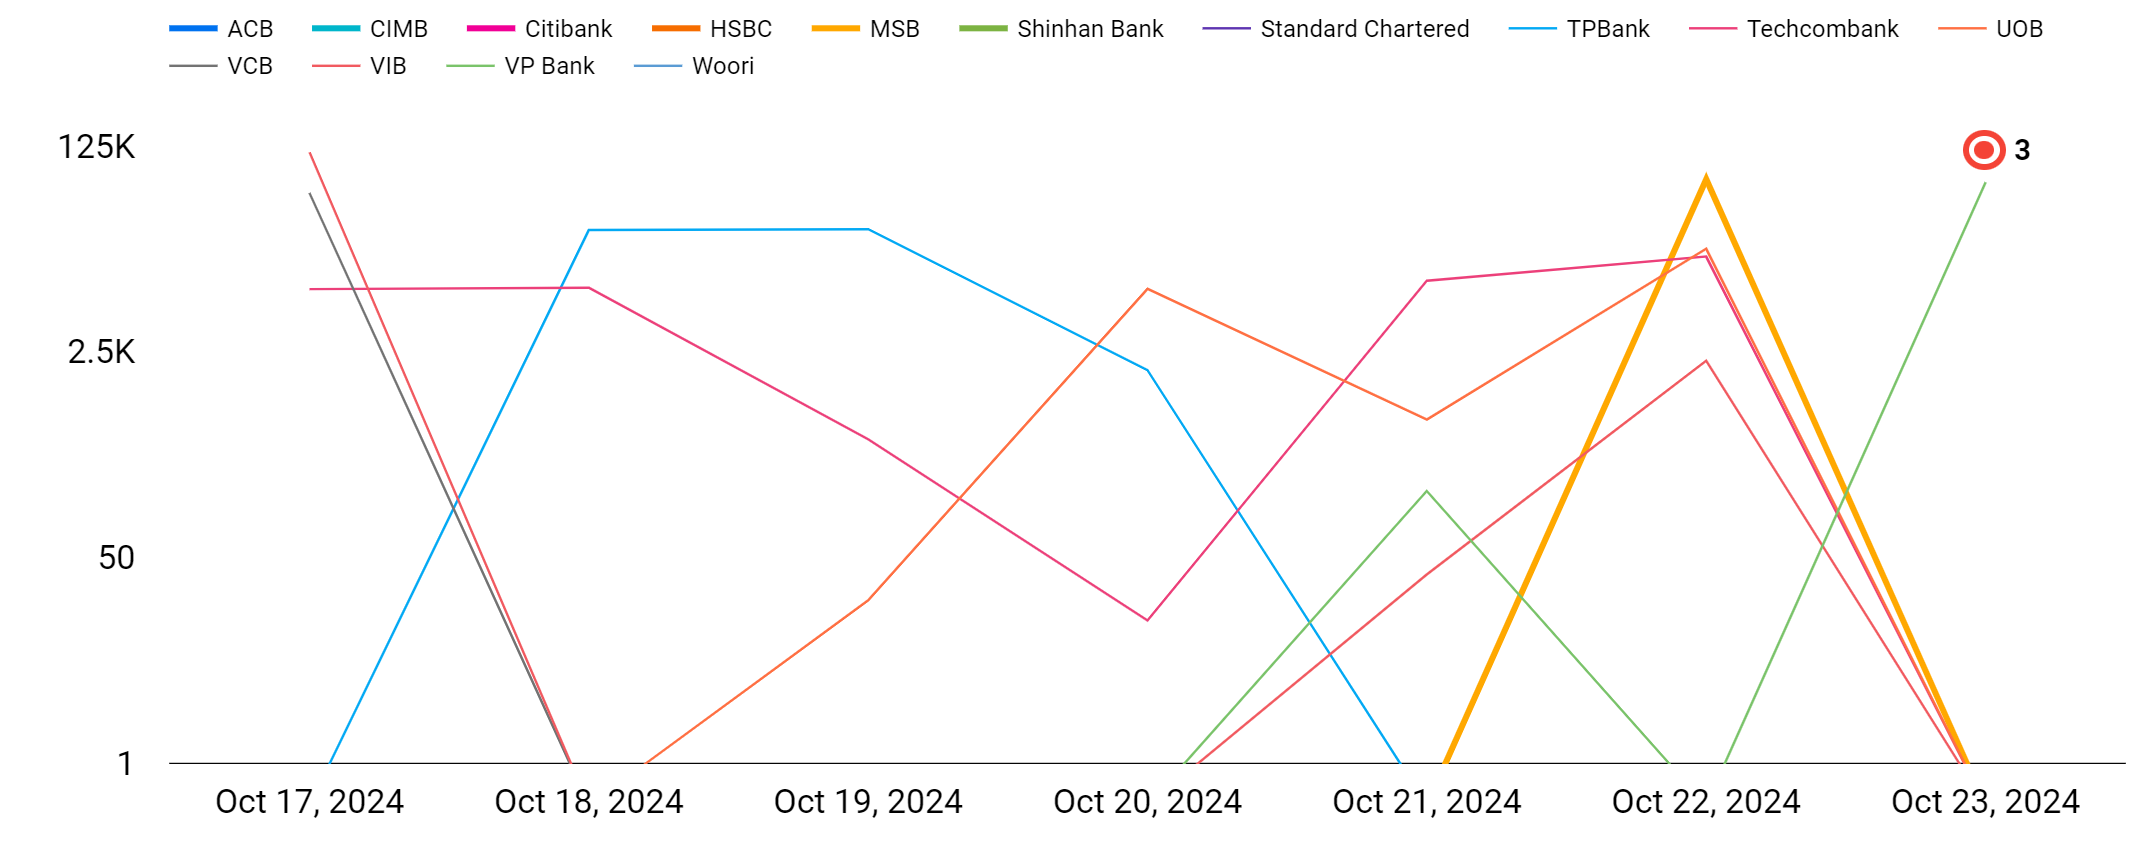 ACB CIMB Citibank HSBC MSB Shinhan Bank Standard Chartered TPBank Techcombank UOB
VCB VIB VP Bank Woori
125K
3
2.5K
50
1
Oct 17, 2024 Oct 18, 2024 Oct 19, 2024 Oct 20, 2024 Oct 21, 2024 Oct 22, 2024 Oct 23, 2024